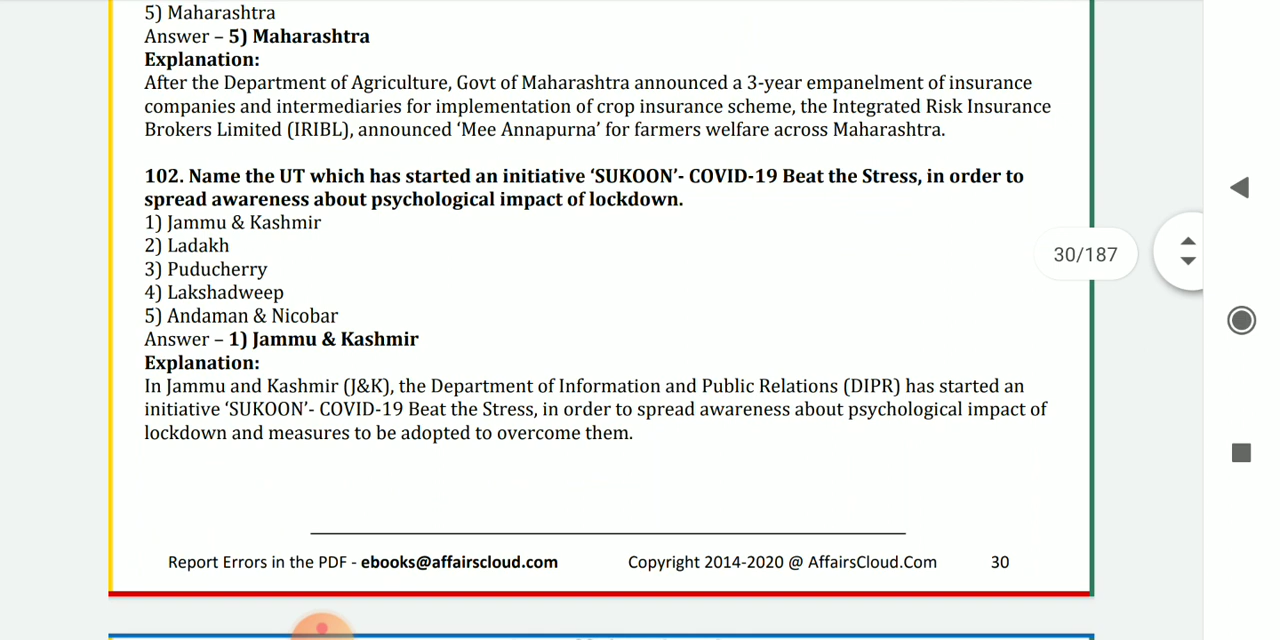 5) Maharashtra
Answer – 5) Maharashtra
Explanation:
After the Department of Agriculture, Govt of Maharashtra announced a 3-year empanelment of insurance
companies and intermediaries for implementation of crop insurance scheme, the Integrated Risk Insurance
Brokers Limited (IRIBL), announced ‘Mee Annapurna’ for farmers welfare across Maharashtra.
102. Name the UT which has started an initiative ‘SUKOON’- COVID-19 Beat the Stress, in order to
spread awareness about psychological impact of lockdown.
1) Jammu & Kashmir
2) Ladakh
3) Puducherry
4) Lakshadweep
5) Andaman & Nicobar
Answer – 1) Jammu & Kashmir
Explanation:
In Jammu and Kashmir (J&K), the Department of Information and Public Relations (DIPR) has started an
initiative ‘SUKOON’- COVID-19 Beat the Stress, in order to spread awareness about psychological impact of
lockdown and measures to be adopted to overcome them.
30/187
Report Errors in the PDF - ebooks@affairscloud.com Copyright 2014-2020 @ AffairsCloud.Com 30